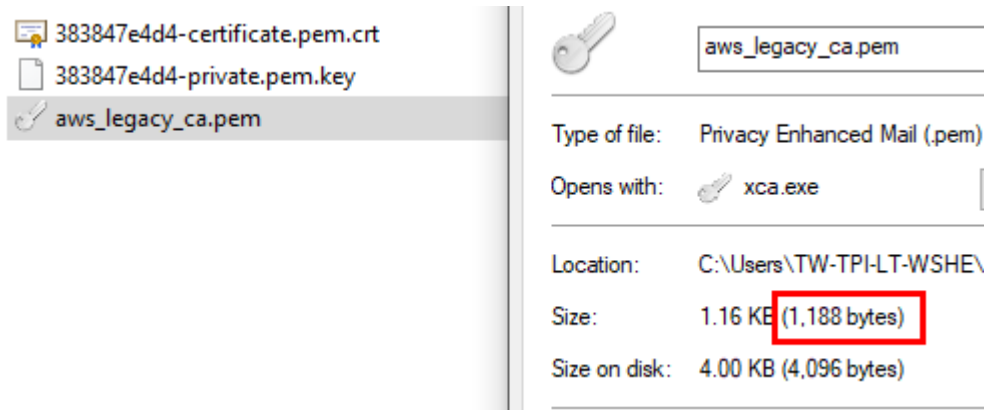 383847e4d4-certificate.pem.crt
383847e4d4-private.pem.key
aws_legacy_ca.pem
aws_legacy_ca.pem
Type of file: Privacy Enhanced Mail (.pem)
Opens with: xca.exe
Location: C:\Users\TW-TPI-LT-WSHE\
Size: 1.16 KB (1,188 bytes)
Size on disk: 4.00 KB (4,096 bytes)